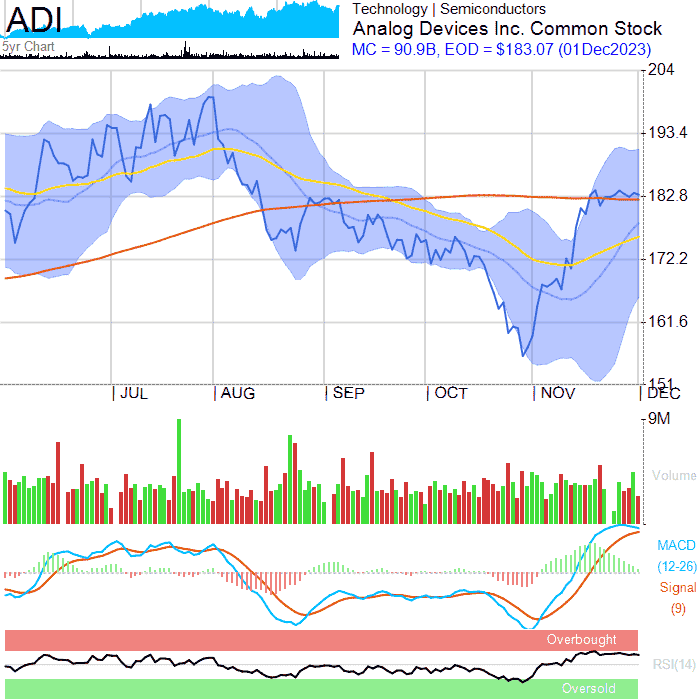 ADI
5yr Chart
Technology | Semiconductors
Analog Devices Inc. Common Stock
MC = 90.9B, EOD = $183.07 (01Dec2023)
204
193.4
182.8
172.2
161.6
151
JUL
AUG
SEP
OCT
NOV
DEC
9M
Volume
MACD
(12-26)
Signal
(9)
Overbought
RSI(14)
Oversold